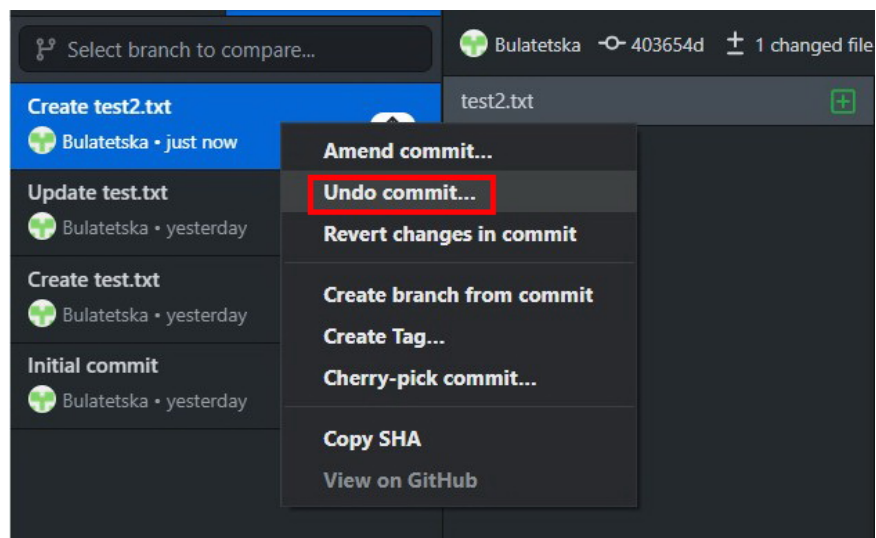 Select branch to compare...
Bulatetska 403654d ± 1 changed file
Create test2.txt
Bulatetska • just now
test2.txt
Amend commit...
Undo commit...
Revert changes in commit
Create branch from commit
Create Tag...
Cherry-pick commit...
Copy SHA
View on GitHub
Update test.txt
Bulatetska • yesterday
Create test.txt
Bulatetska • yesterday
Initial commit
Bulatetska • yesterday